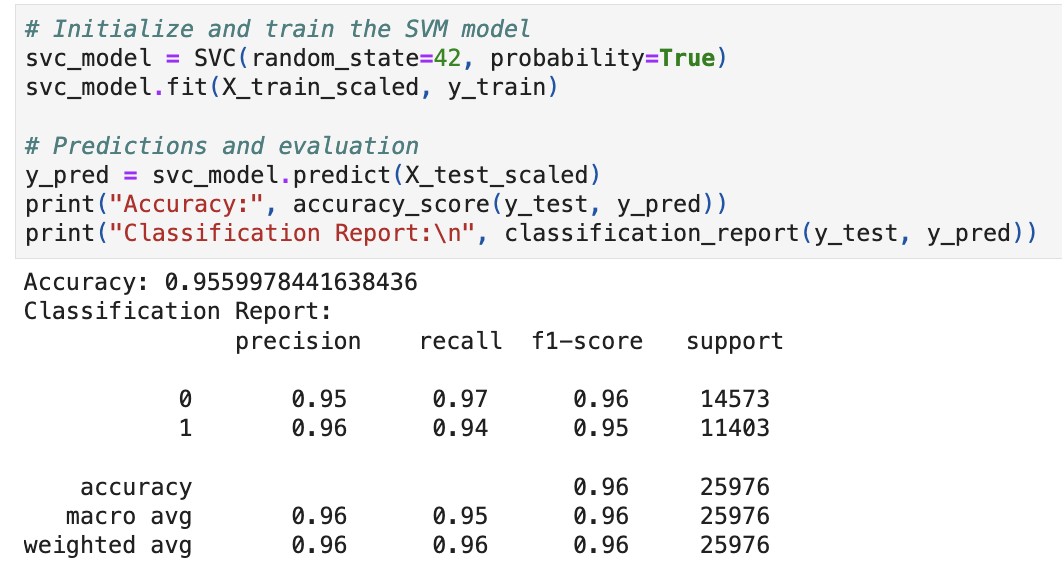 # Initialize and train the SVM model
svc_model = SVC(random_state=42, probability=True)
svc_model.fit(X_train_scaled, y_train)
# Predictions and evaluation
y_pred = svc_model.predict(X_test_scaled)
print("Accuracy:", accuracy_score(y_test, y_pred))
print("Classification Report:\n", classification_report(y_test, y_pred))
Accuracy: 0.9559978441638436
Classification Report:
precision recall f1-score support
0 0.95 0.97 0.96 14573
1 0.96 0.94 0.95 11403
accuracy 0.96 25976
macro avg 0.96 0.95 0.96 25976
weighted avg 0.96 0.96 0.96 25976